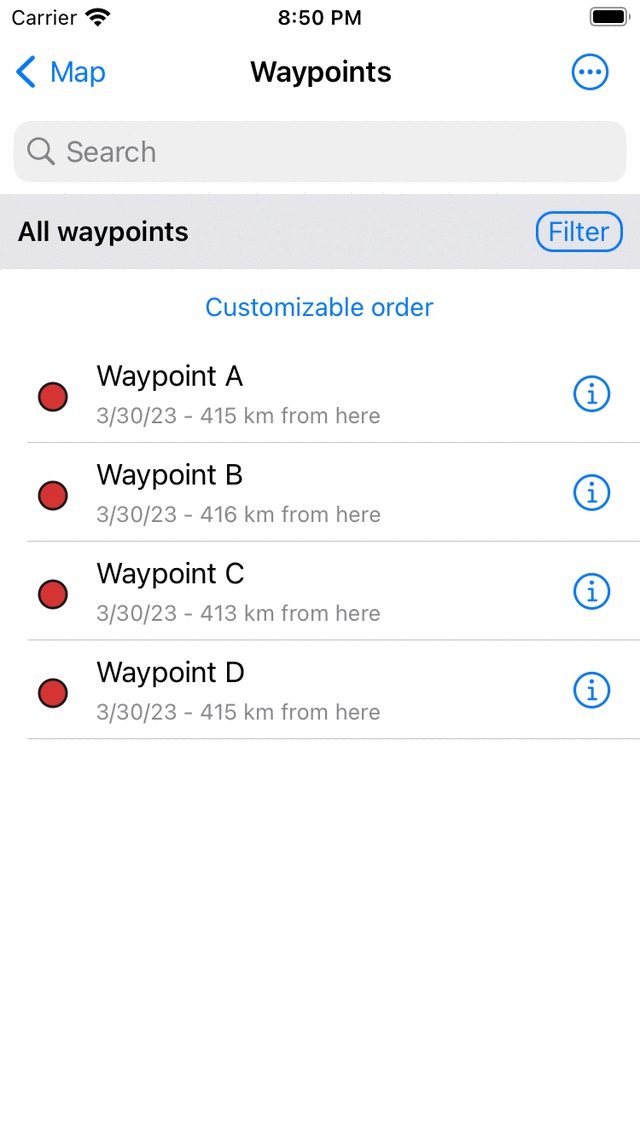 Carrier 8:50 PM
Map Waypoints
Search
All waypoints Filter
Customizable order
Waypoint A
3/30/23 - 415 km from here
Waypoint B
3/30/23 - 416 km from here
Waypoint C
3/30/23 - 413 km from here
Waypoint D
3/30/23 - 415 km from here